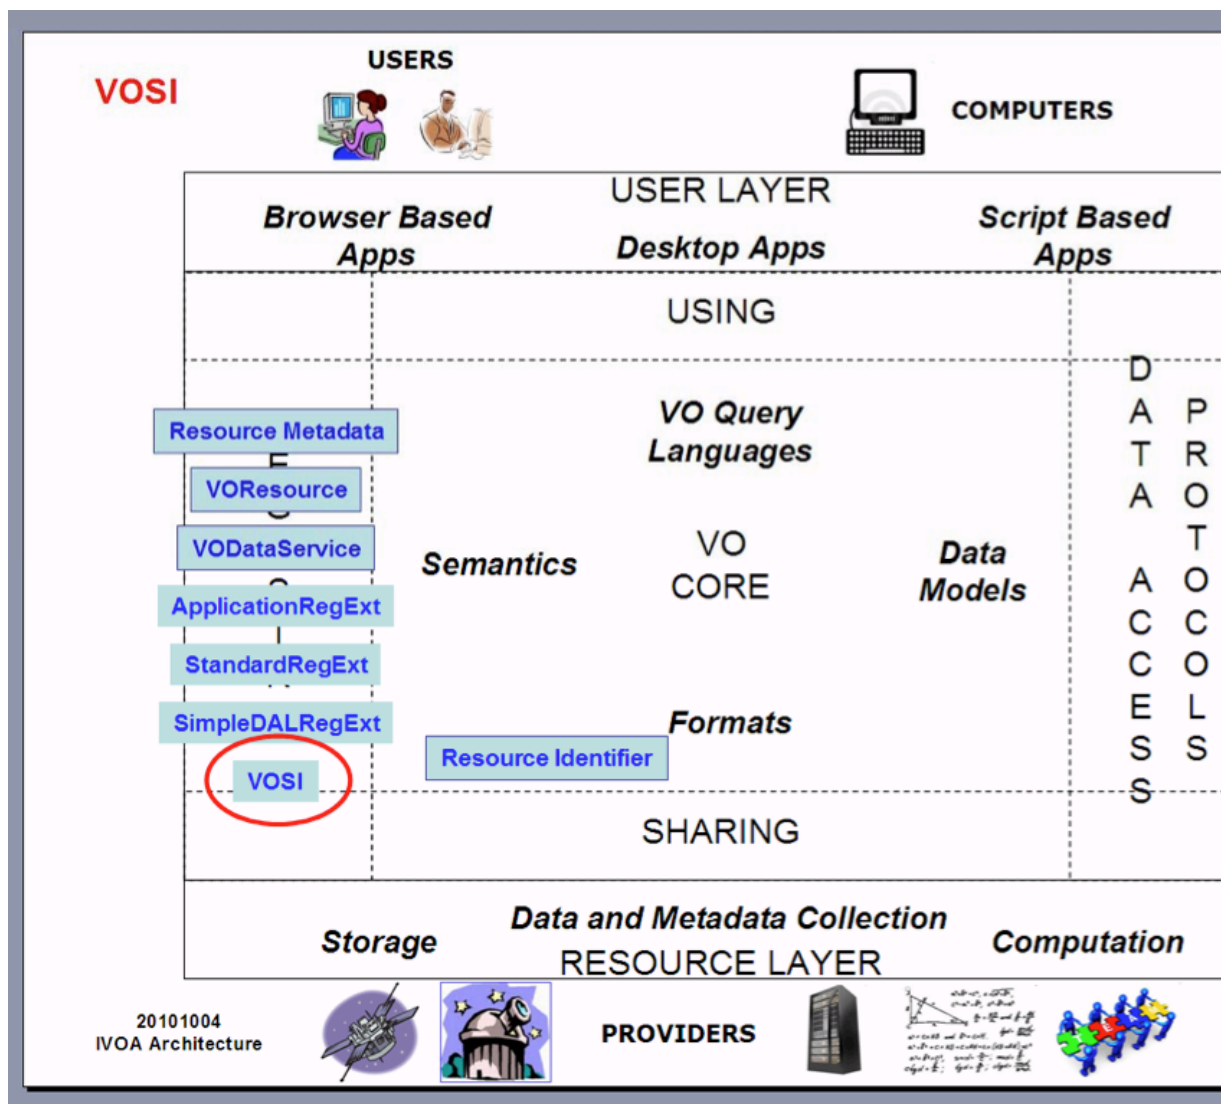 VOSI
USERS
COMPUTERS
USER LAYER
Browser Based
Apps
Desktop Apps
Script Based
Apps
USING
Resource Metadata
VOResource
VODataService
ApplicationRegExt
StandardRegExt
SimpleDALRegExt
VOSI
VO Query
Languages
Semantics
VO
CORE
Data
Models
Formats
Resource Identifier
DATA ACCESS
PROTOCOLS
SHARING
Data and Metadata Collection
Storage
RESOURCE LAYER
Computation
20101004
IVOA Architecture
PROVIDERS